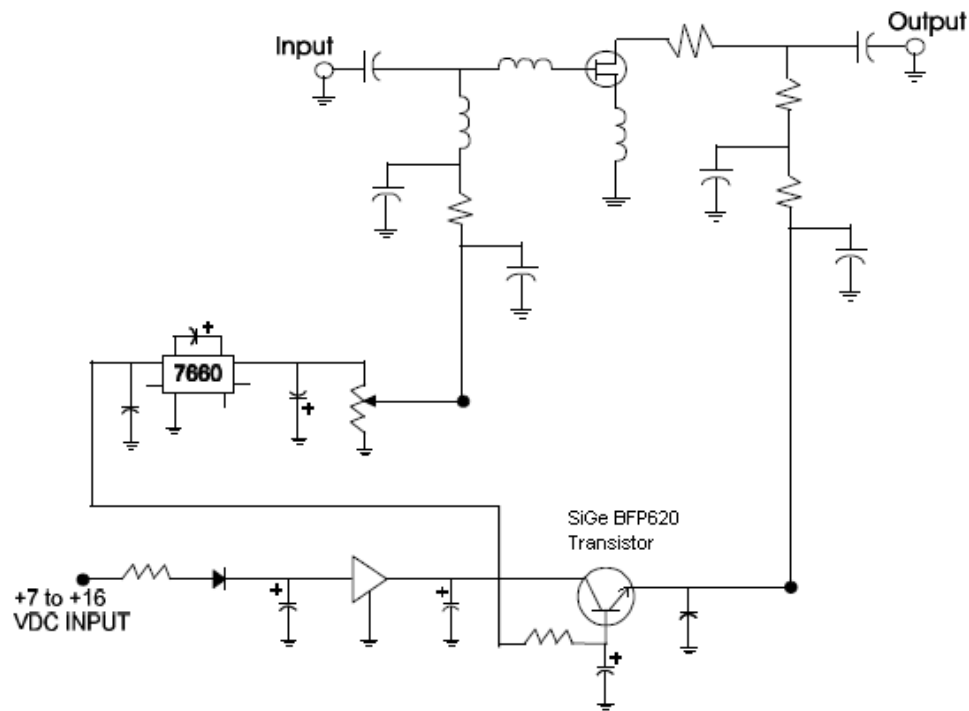 Input
Output
7660
SiGe BFP620
Transistor
+7 to +16
VDC INPUT
+
+
+
+
+